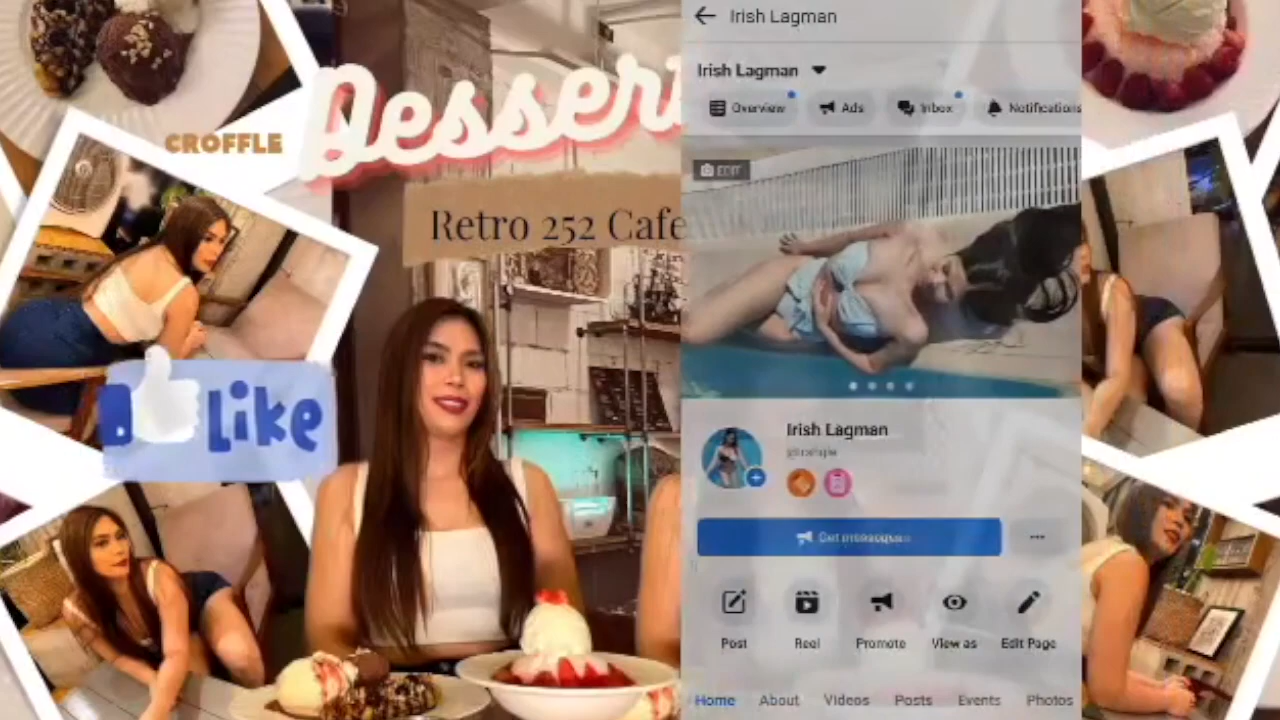 Irish Lagman
Irish Lagman
Overview
Ads
Inbox
Notifications
Dessert
CROFFLE
Retro 252 Cafe
EDIT
Like
Irish Lagman
Post
Reel
Promote
View as
Edit Page
Home
About
Videos
Posts
Events
Photos